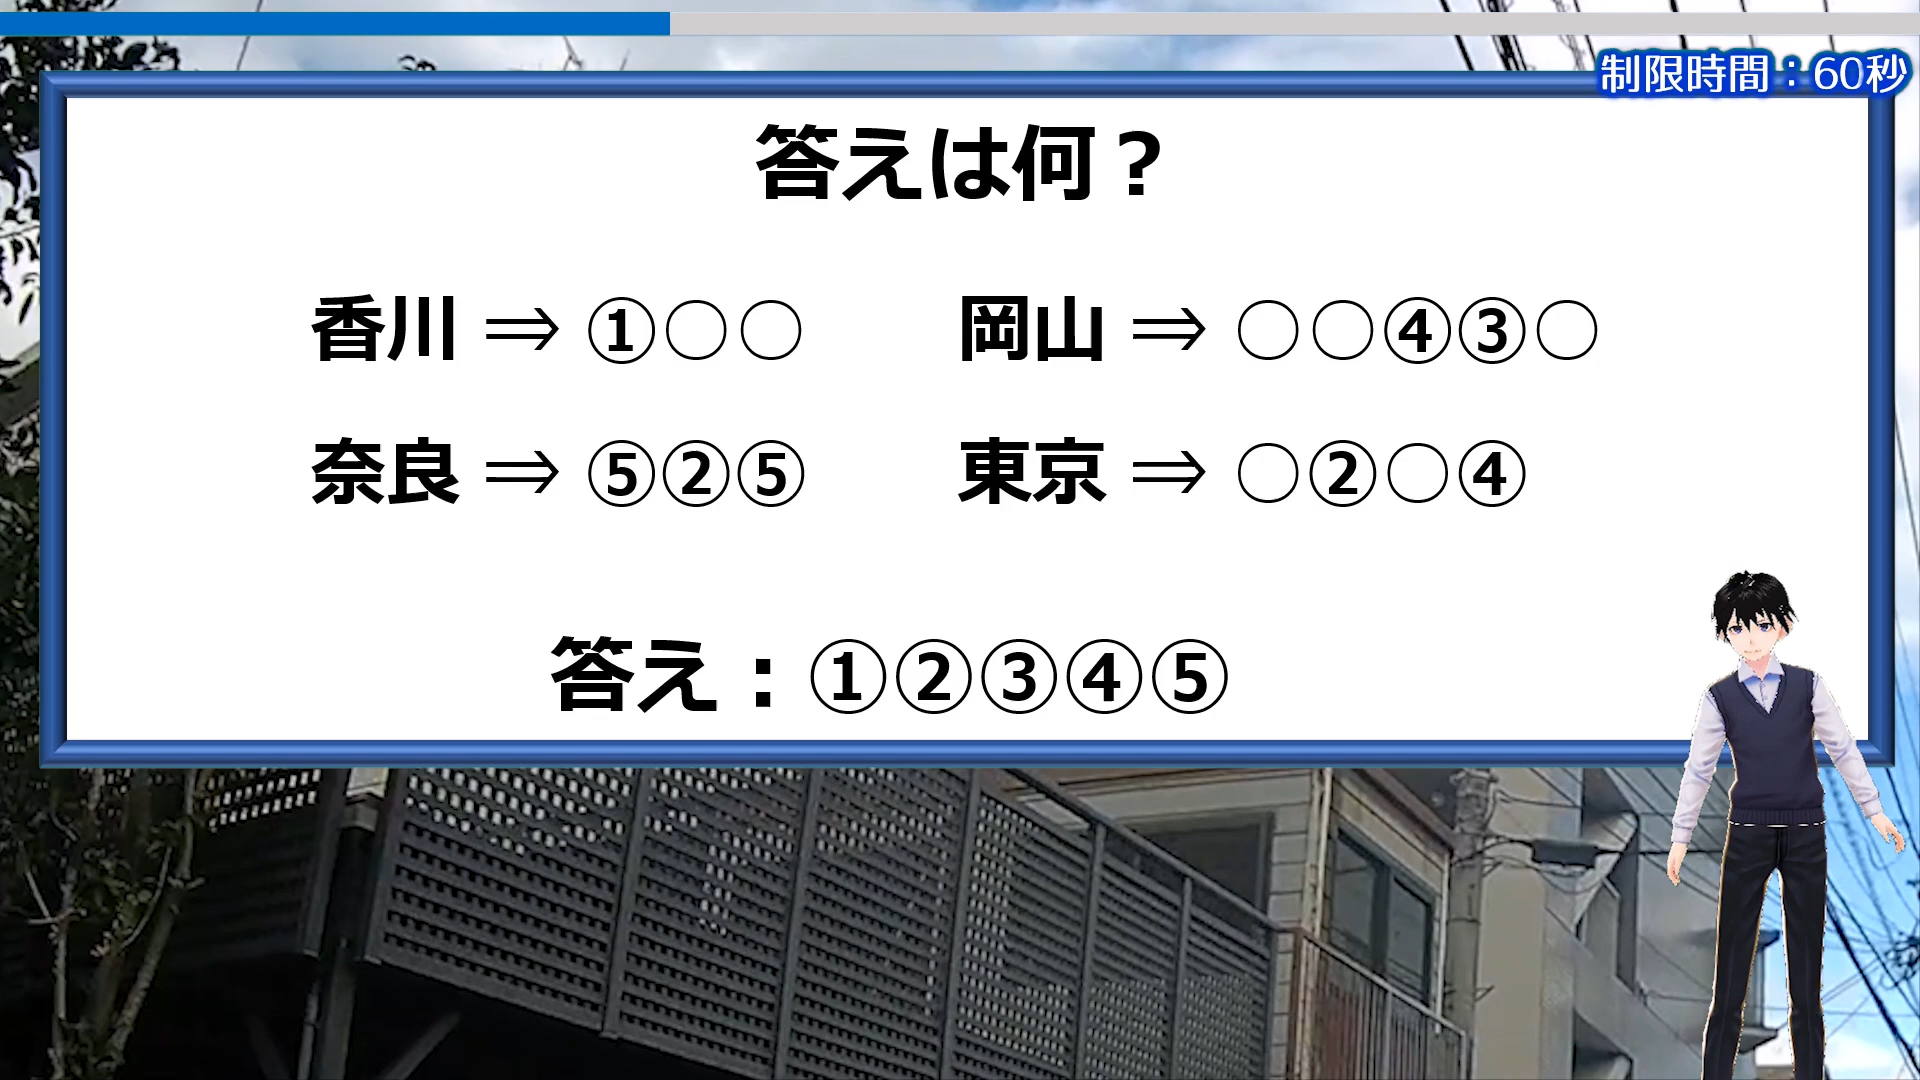 制限時間：60秒
答えは何？
香川 ⇒ ①○○
岡山 ⇒ ○○④③○
奈良 ⇒ ⑤②⑤
東京 ⇒ ○②○④
答え：①②③④⑤